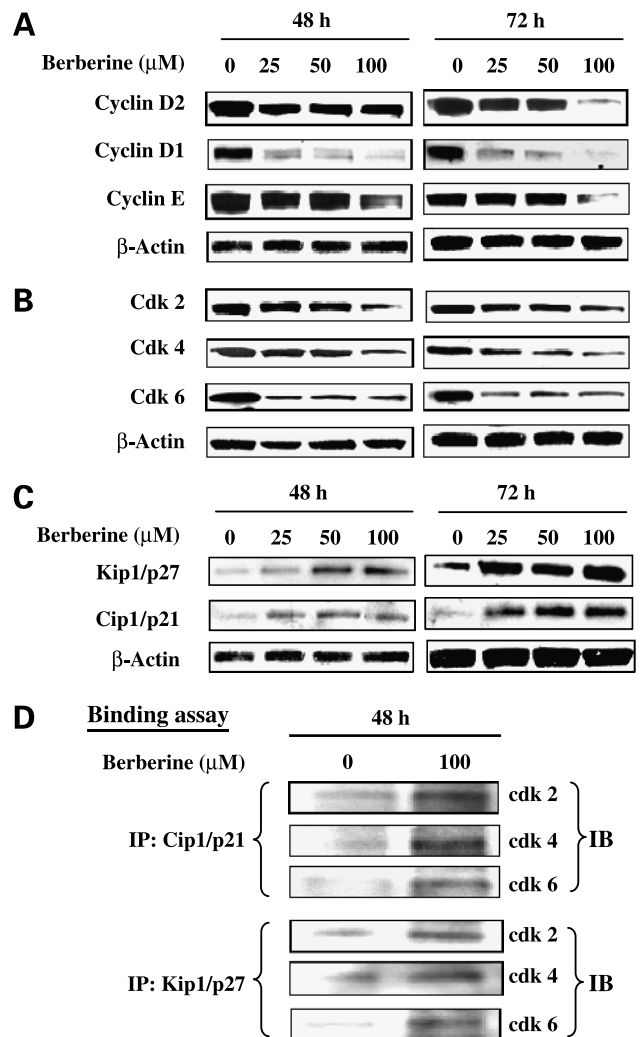 A
48 h 72 h
Berberine (μM) 0 25 50 100 0 25 50 100
Cyclin D2
Cyclin D1
Cyclin E
β-Actin
B
Cdk 2
Cdk 4
Cdk 6
β-Actin
C
48 h 72 h
Berberine (μM) 0 25 50 100 0 25 50 100
Kip1/p27
Cip1/p21
β-Actin
D Binding assay 48 h
Berberine (μM) 0 100
cdk 2
IP: Cip1/p21 cdk 4 IB
cdk 6
cdk 2
IP: Kip1/p27 cdk 4 IB
cdk 6